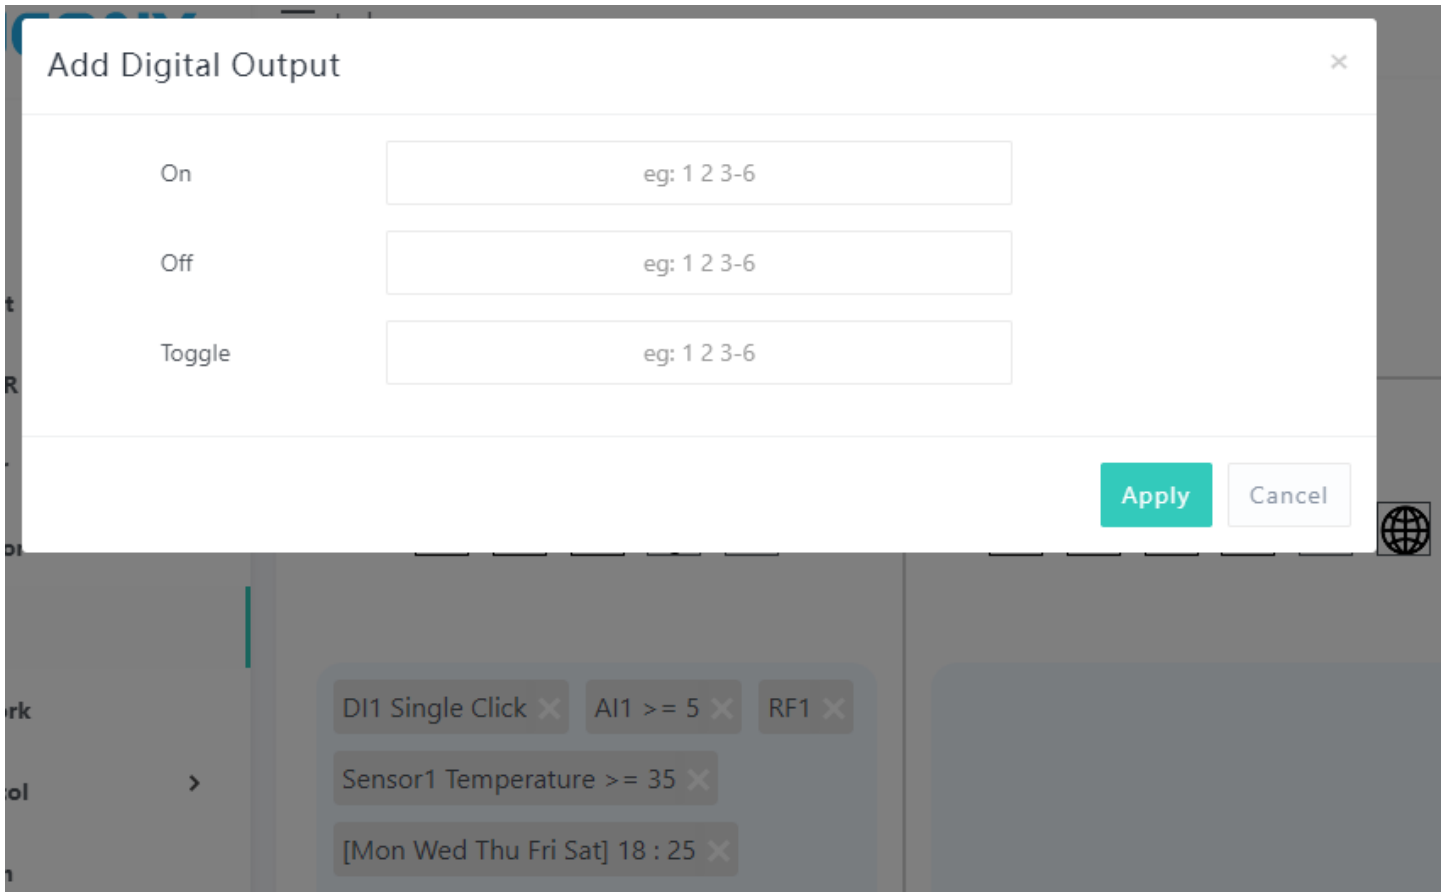 Add Digital Output ×
On eg: 1 2 3-6
Off eg: 1 2 3-6
Toggle eg: 1 2 3-6
Apply Cancel
DI1 Single Click × AI1 >= 5 × RF1 ×
Sensor1 Temperature >= 35 ×
[Mon Wed Thu Fri Sat] 18 : 25 ×